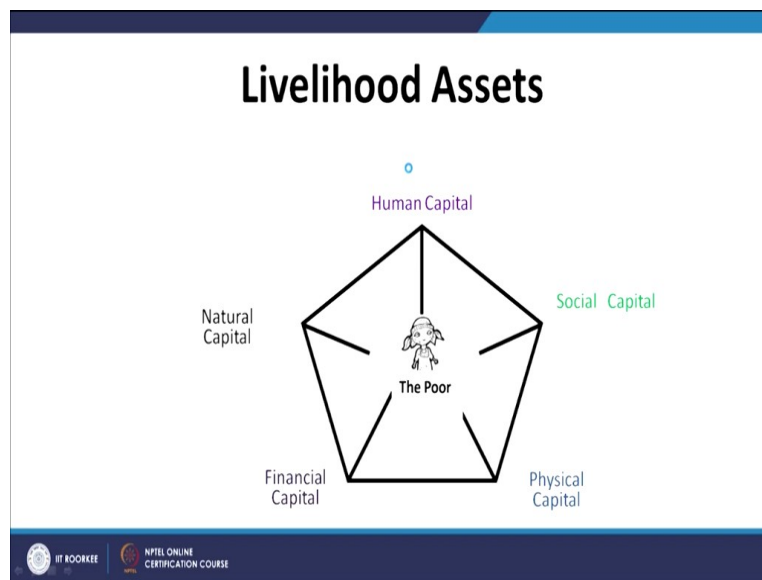 Livelihood Assets
Human Capital
Social Capital
Natural
Capital
The Poor
Financial
Capital
Physical
Capital
IIT ROORKEE
NPTEL ONLINE
CERTIFICATION COURSE